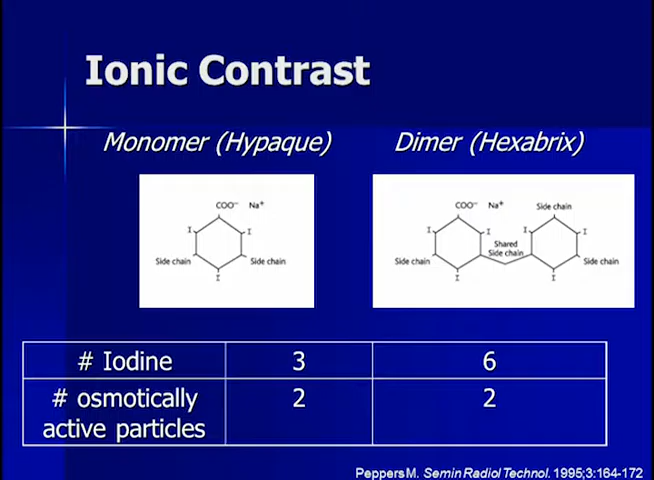 Ionic Contrast
Monomer (Hypaque)
Dimer (Hexabrix)
COO⁻ Na⁺
I
I
Side chain
Side chain
I
COO⁻ Na⁺
Side chain
I
I
I
Shared
Side chain
Side chain
Side chain
I
I
# Iodine 3 6
# osmotically 2 2
active particles
Peppers M. Semin Radiol Technol. 1995;3:164-172